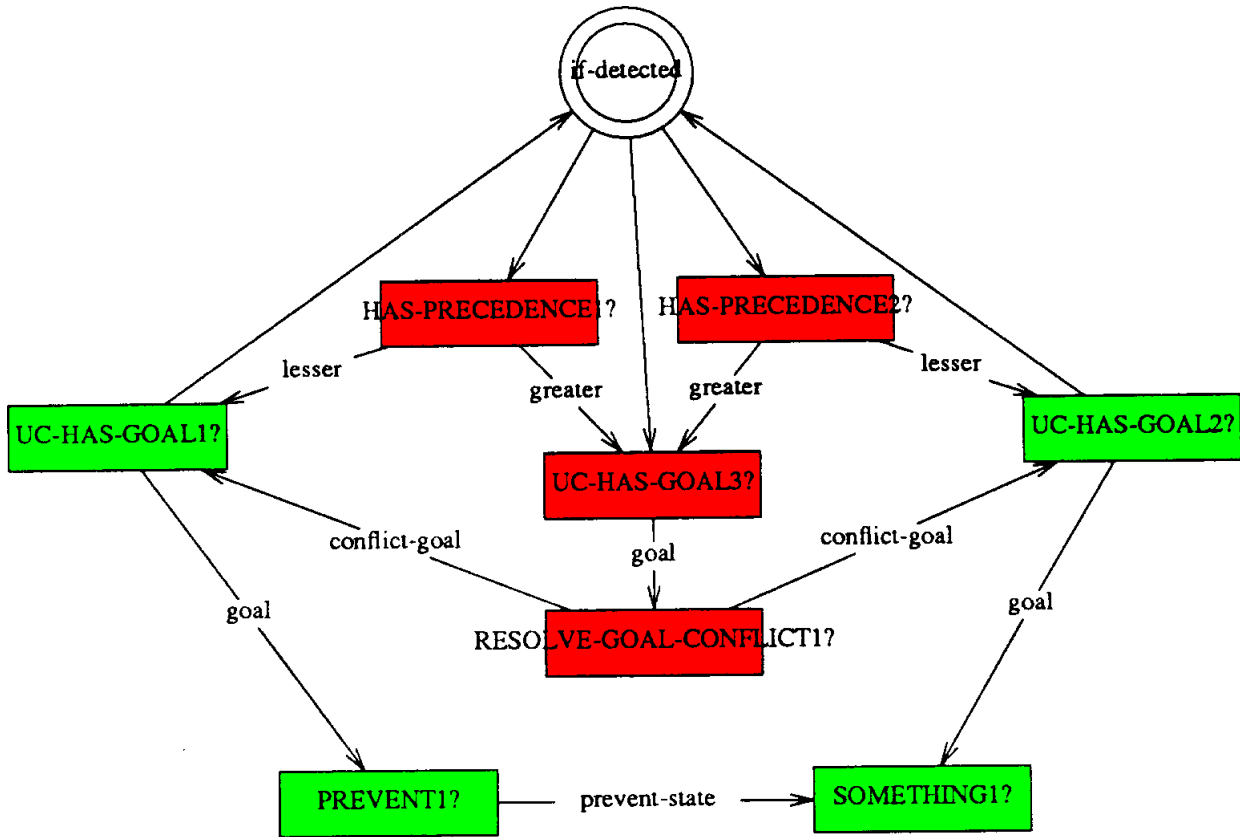 if-detected
HAS-PRECEDENCE1?
HAS-PRECEDENCE2?
lesser
greater
greater
lesser
UC-HAS-GOAL1?
UC-HAS-GOAL2?
UC-HAS-GOAL3?
conflict-goal
goal
conflict-goal
goal
RESOLVE-GOAL-CONFLICT1?
goal
PREVENT1?
prevent-state
SOMETHING1?